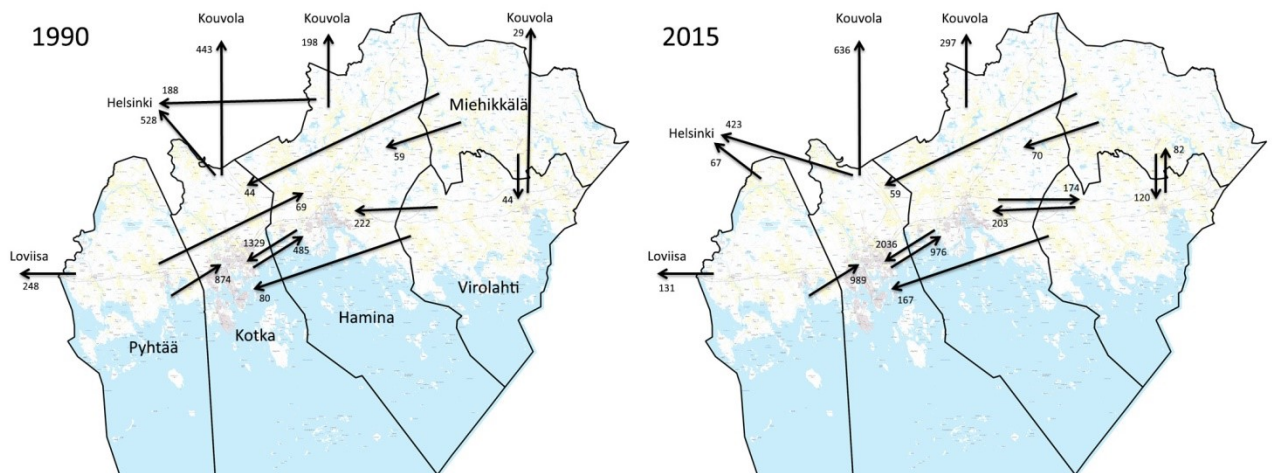 1990
Kouvola
443
Kouvola
198
Kouvola
29
188
Helsinki
528
Miehikkälä
59
44
69
44
222
1329
485
Loviisa
248
874
80
Virolahti
Hamina
Kotka
Pyhtää
2015
Kouvola
636
Kouvola
297
423
Helsinki
67
82
70
59
174
120
203
2036
976
Loviisa
131
989
167